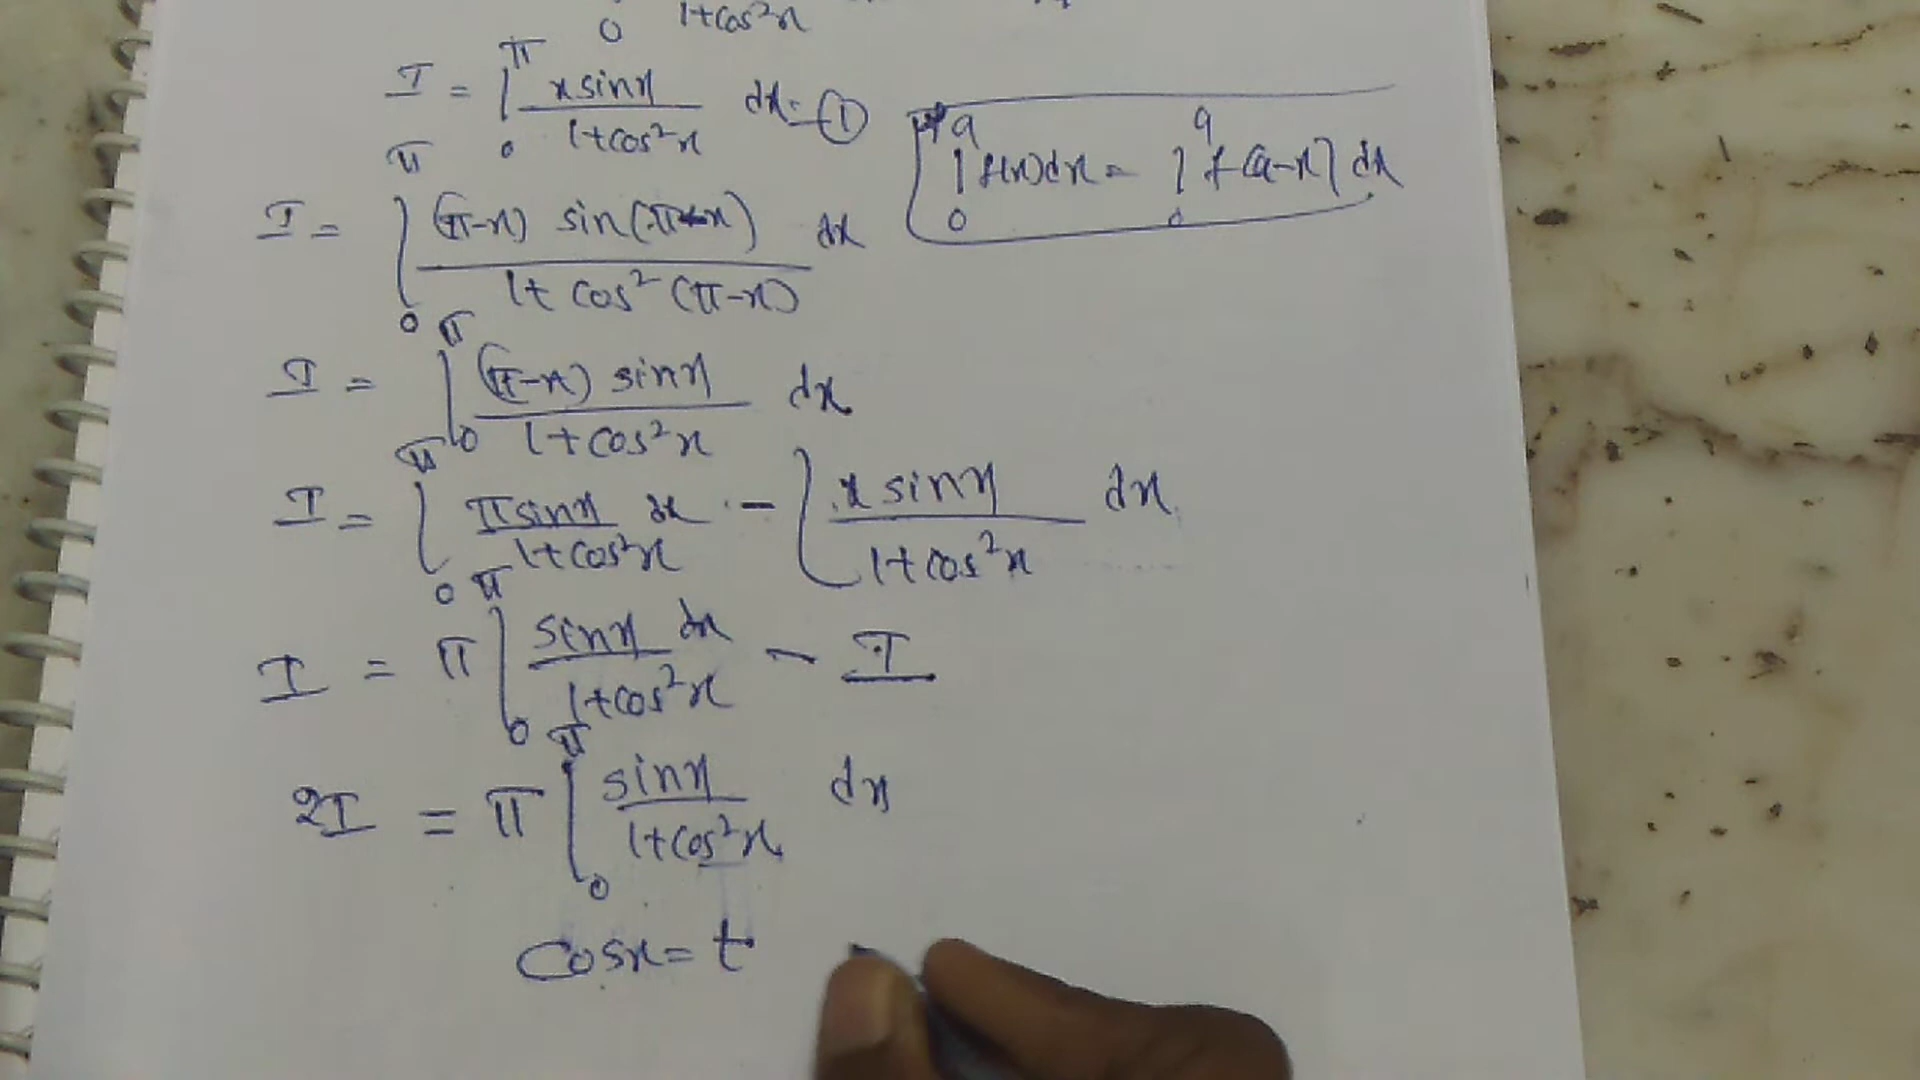 0 1+cos²x
I = ∫₀^π x sinx / 1+cos²x dx - ①
∫₀^a f(x)dx = ∫₀^a f(a-x) dx
I = ∫₀^π (π-x) sin(π-x) / 1+cos²(π-x) dx
I = ∫₀^π (π-x) sinx / 1+cos²x dx
I = ∫₀^π π sinx / 1+cos²x dx - ∫ x sinx / 1+cos²x dx
I = π ∫₀^π sinx dx / 1+cos²x - I
2I = π ∫₀^π sinx / 1+cos²x dx
cosx = t